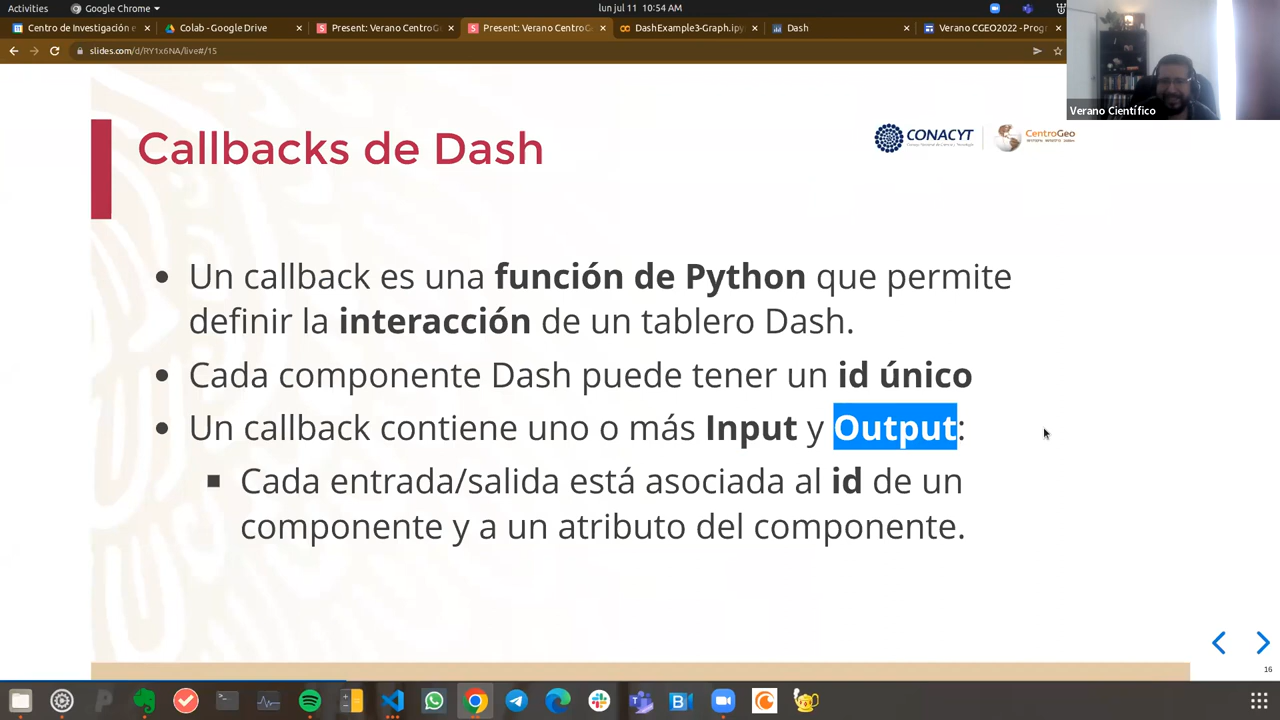 Activities
Google Chrome
lun jul 11 10:54 AM
Centro de Investigación e
Colab - Google Drive
Present: Verano CentroG
Present: Verano CentroG
DashExample3-Graph.ipy
Dash
Verano CGEO2022 - Prog
slides.com/d/RY1x6NA/live#/15
Verano Científico
Callbacks de Dash
CONACYT
CentroGeo
• Un callback es una función de Python que permite
definir la interacción de un tablero Dash.
• Cada componente Dash puede tener un id único
• Un callback contiene uno o más Input y Output:
▪ Cada entrada/salida está asociada al id de un
componente y a un atributo del componente.
16